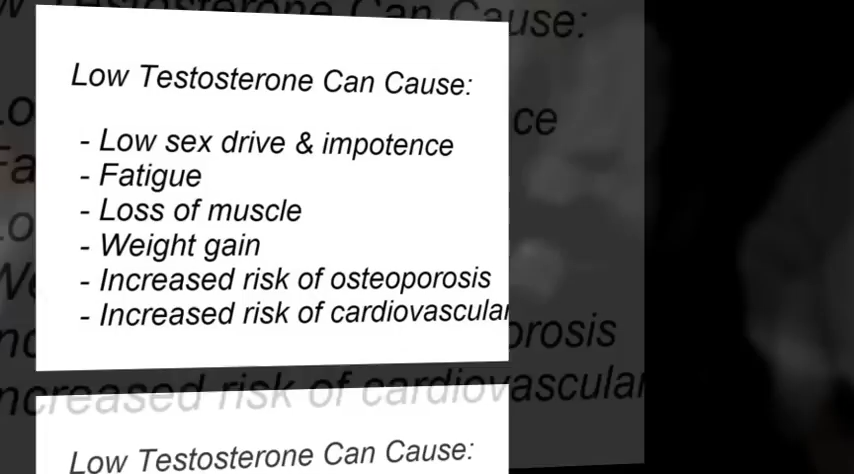 Low Testosterone Can Cause:
- Low sex drive & impotence
- Fatigue
- Loss of muscle
- Weight gain
- Increased risk of osteoporosis
- Increased risk of cardiovascular
Low Testosterone Can Cause: